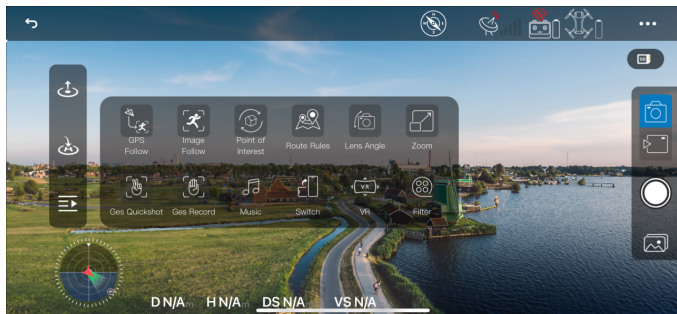 GPS
Follow
Image
Follow
Point of
Interest
Route Rules
Lens Angle
Zoom
Ges Quickshot
Ges Record
Music
VR
Switch
VR
Filter
D N/A m H N/A m DS N/A VS N/A